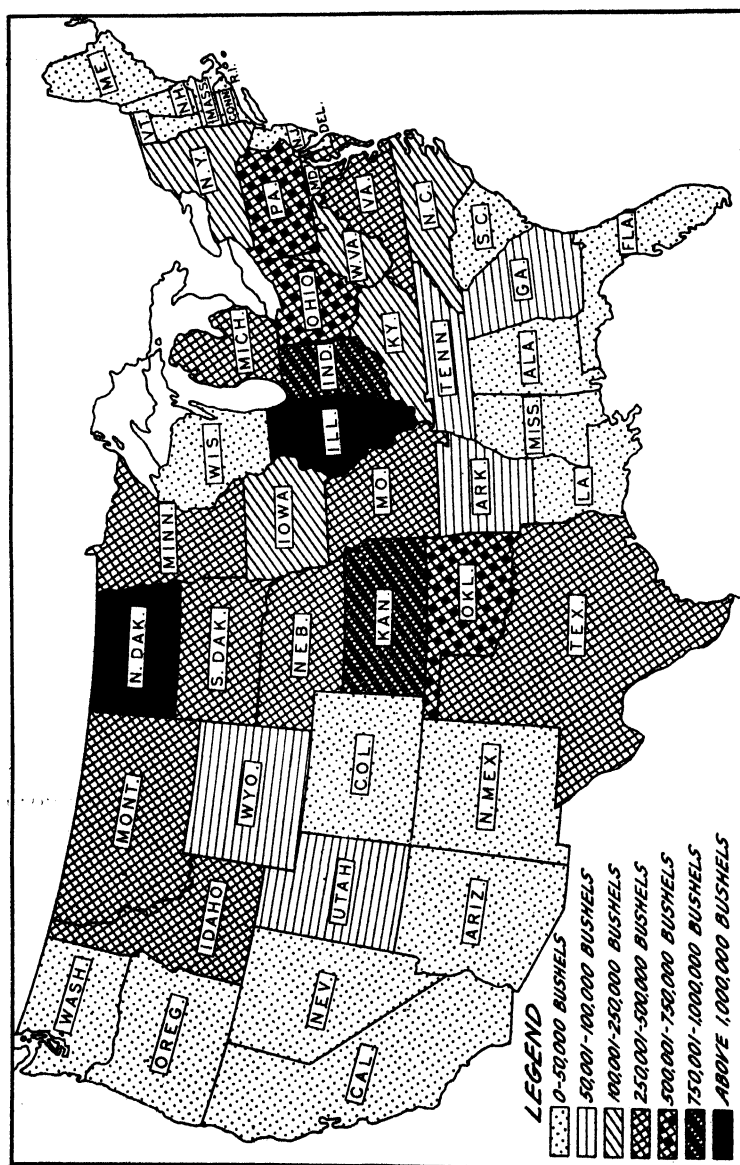 WASH.
OREG.
CAL.
NEV.
IDAHO
MONT.
WYO.
UTAH
ARIZ.
COL.
N.MEX.
N.DAK.
S.DAK.
NEB.
KAN.
OKL.
TEX.
MINN.
IOWA
MO.
ARK.
LA.
WIS.
ILL.
MICH.
IND.
OHIO
KY.
TENN.
MISS.
ALA.
GA.
FLA.
S.C.
N.C.
VA.
W.VA.
MD.
DEL.
PA.
N.J.
N.Y.
VT.
N.H.
ME.
MASS.
CONN.
R.I.
LEGEND
0-50,000 BUSHELS
50,001-100,000 BUSHELS
100,001-250,000 BUSHELS
250,001-500,000 BUSHELS
500,001-750,000 BUSHELS
750,001-1,000,000 BUSHELS
ABOVE 1,000,000 BUSHELS